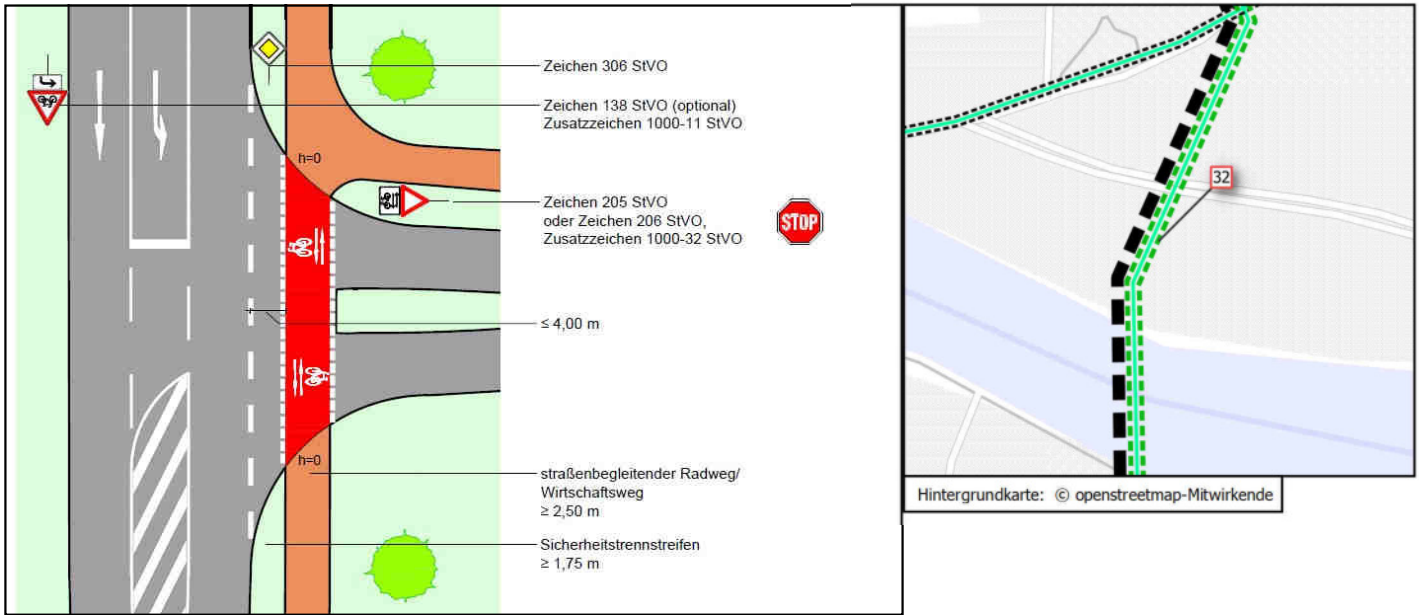 Zeichen 306 StVO
Zeichen 138 StVO (optional)
Zusatzzeichen 1000-11 StVO
h=0
Zeichen 205 StVO
oder Zeichen 206 StVO,
Zusatzzeichen 1000-32 StVO
STOP
≤ 4,00 m
h=0
straßenbegleitender Radweg/
Wirtschaftsweg
≥ 2,50 m
Sicherheitstrennstreifen
≥ 1,75 m
32
Hintergrundkarte: © openstreetmap-Mitwirkende